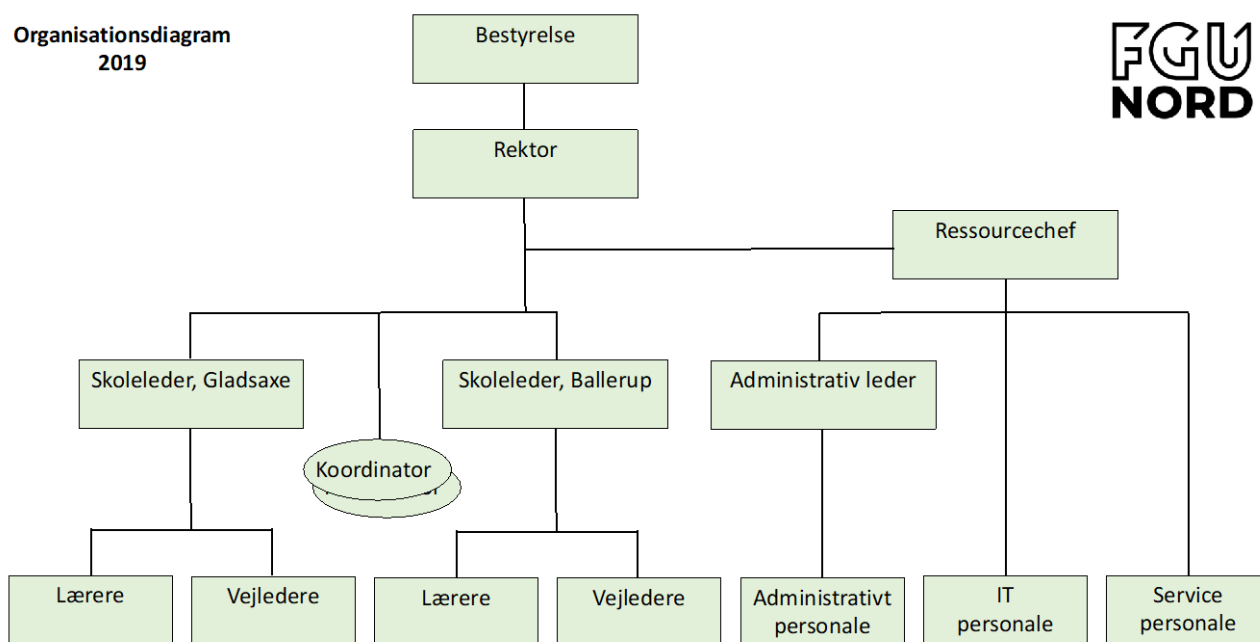 Organisationsdiagram
2019
Bestyrelse
FGU
NORD
Rektor
Ressourcechef
Skoleleder, Gladsaxe
Skoleleder, Ballerup
Administrativ leder
Koordinator
Lærere
Vejledere
Lærere
Vejledere
Administrativt
personale
IT
personale
Service
personale